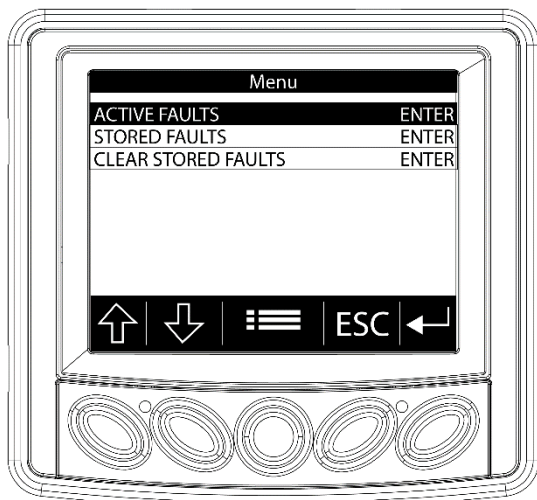 Menu
ACTIVE FAULTS ENTER
STORED FAULTS ENTER
CLEAR STORED FAULTS ENTER
ESC